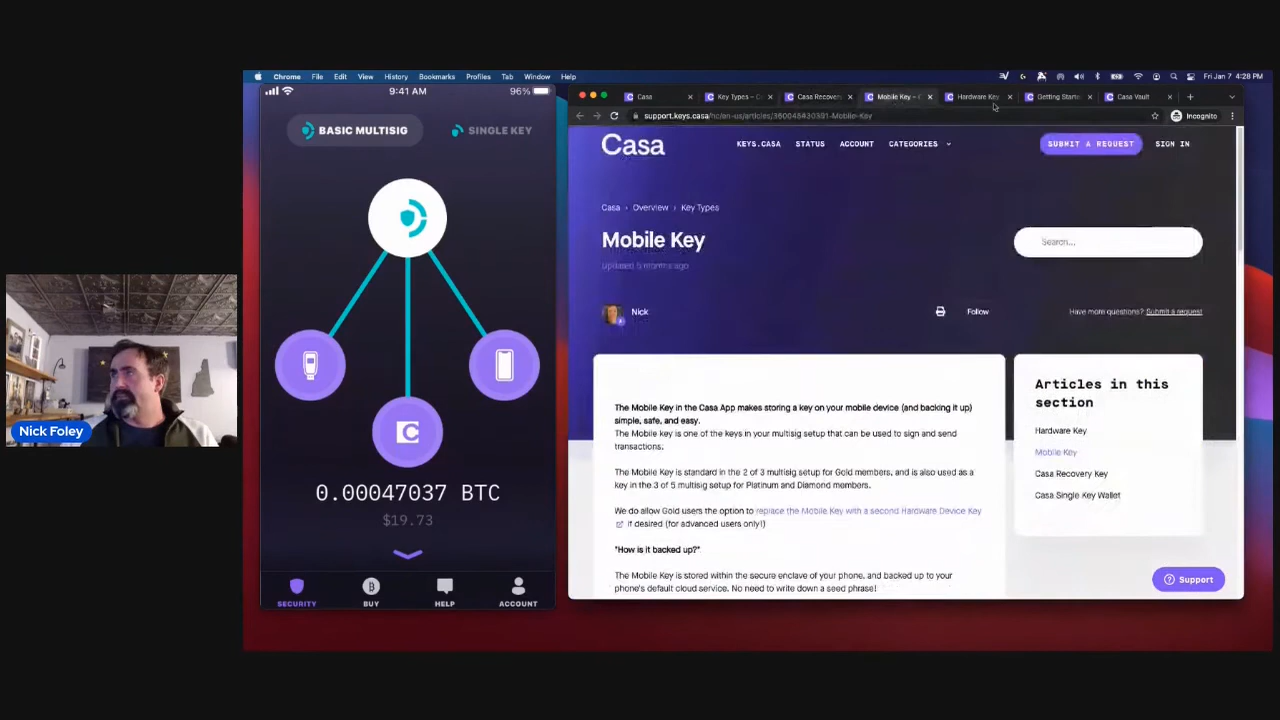 Chrome File Edit View History Bookmarks Profiles Tab Window Help
Fri Jan 7 4:28 PM
9:41 AM
96%
BASIC MULTISIG
SINGLE KEY
0.00047037 BTC
$19.73
SECURITY
BUY
HELP
ACCOUNT
Nick Foley
Casa
Key Types –
Casa Recovery
Mobile Key –
Hardware Key
Getting Starte
Casa Vault
Incognito
Casa
KEYS.CASA
STATUS
ACCOUNT
CATEGORIES
SUBMIT A REQUEST
SIGN IN
Casa › Overview › Key Types
Mobile Key
Search...
Updated 5 months ago
Nick
Follow
Have more questions? Submit a request
The Mobile Key in the Casa App makes storing a key on your mobile device (and backing it up)
simple, safe, and easy.
The Mobile key is one of the keys in your multisig setup that can be used to sign and send
transactions.
The Mobile Key is standard in the 2 of 3 multisig setup for Gold members, and is also used as a
key in the 3 of 5 multisig setup for Platinum and Diamond members.
We do allow Gold users the option to replace the Mobile Key with a second Hardware Device Key
if desired (for advanced users only!)
"How is it backed up?"
The Mobile Key is stored within the secure enclave of your phone, and backed up to your
phone's default cloud service. No need to write down a seed phrase!
Articles in this
section
Hardware Key
Mobile Key
Casa Recovery Key
Casa Single Key Wallet
Support